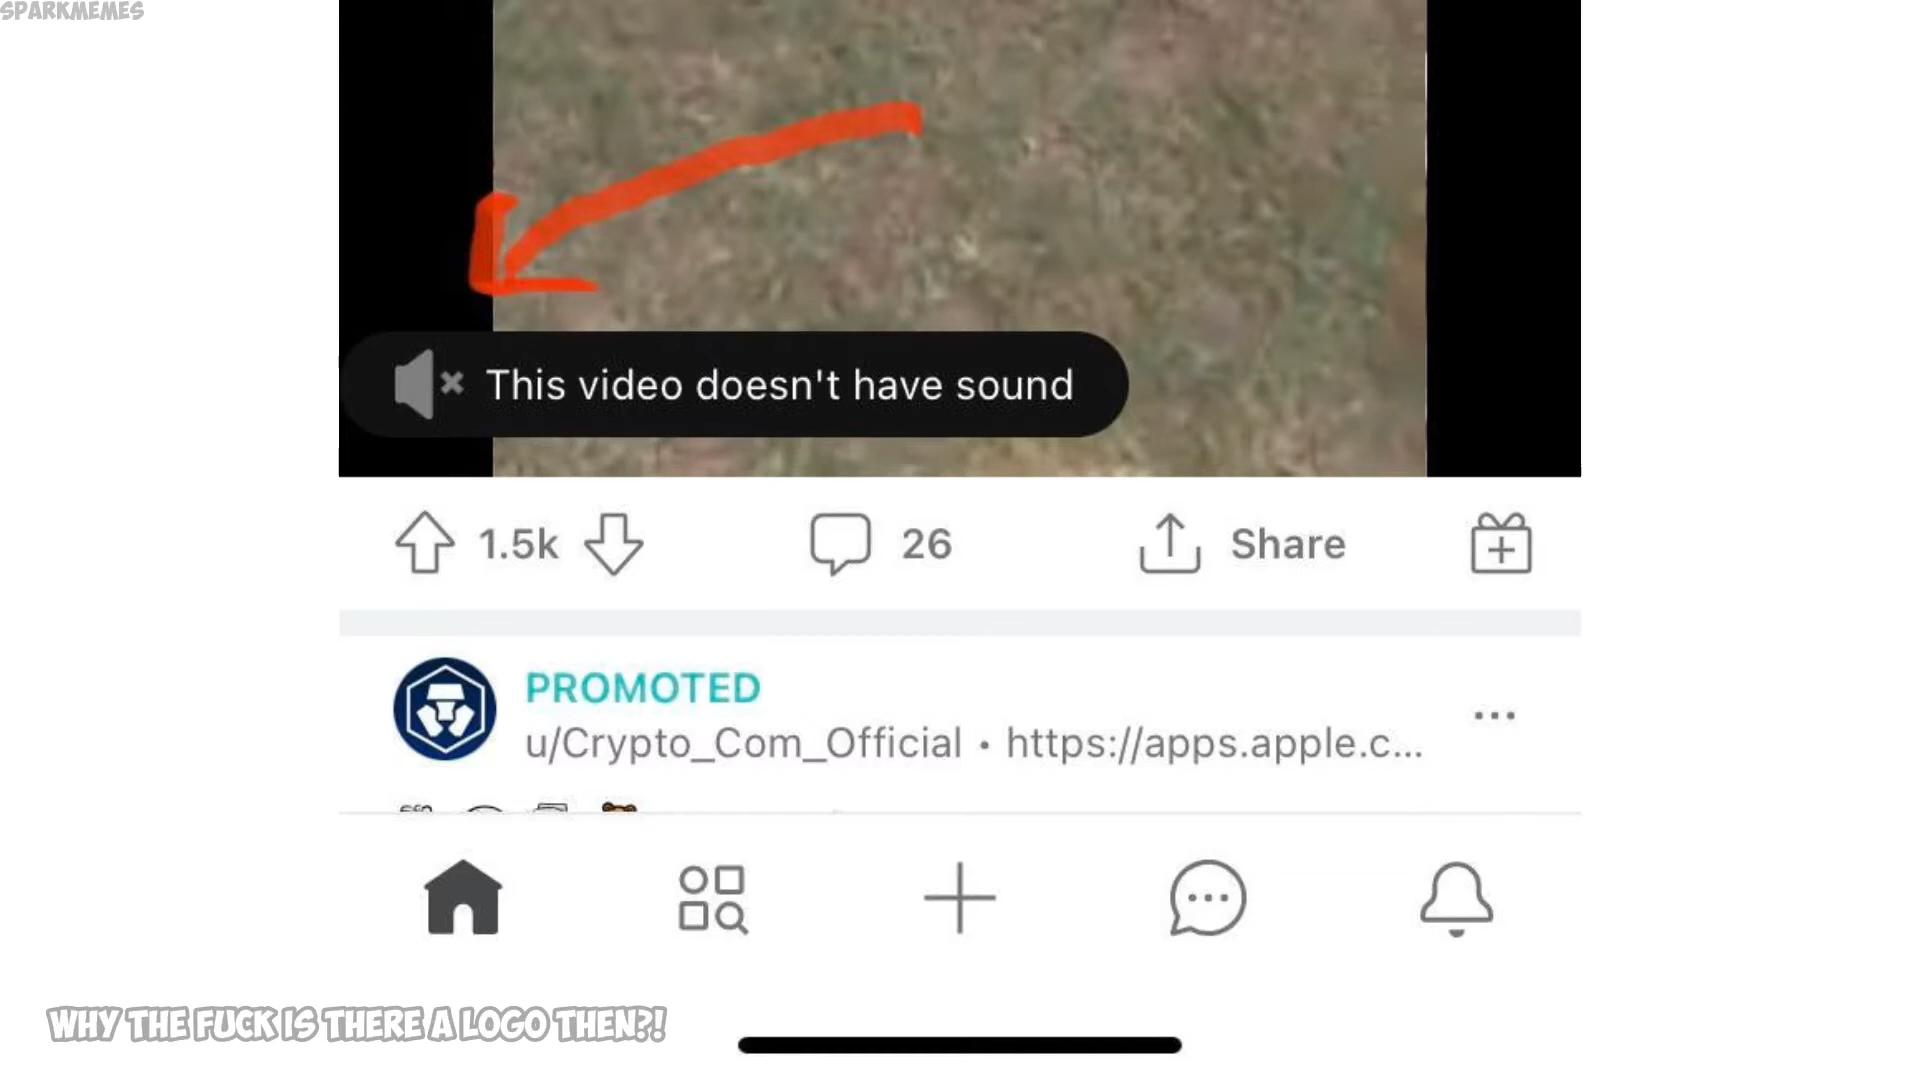 SPARKMEMES
This video doesn't have sound
1.5k
26
Share
PROMOTED
u/Crypto_Com_Official • https://apps.apple.c...
WHY THE FUCK IS THERE A LOGO THEN?!